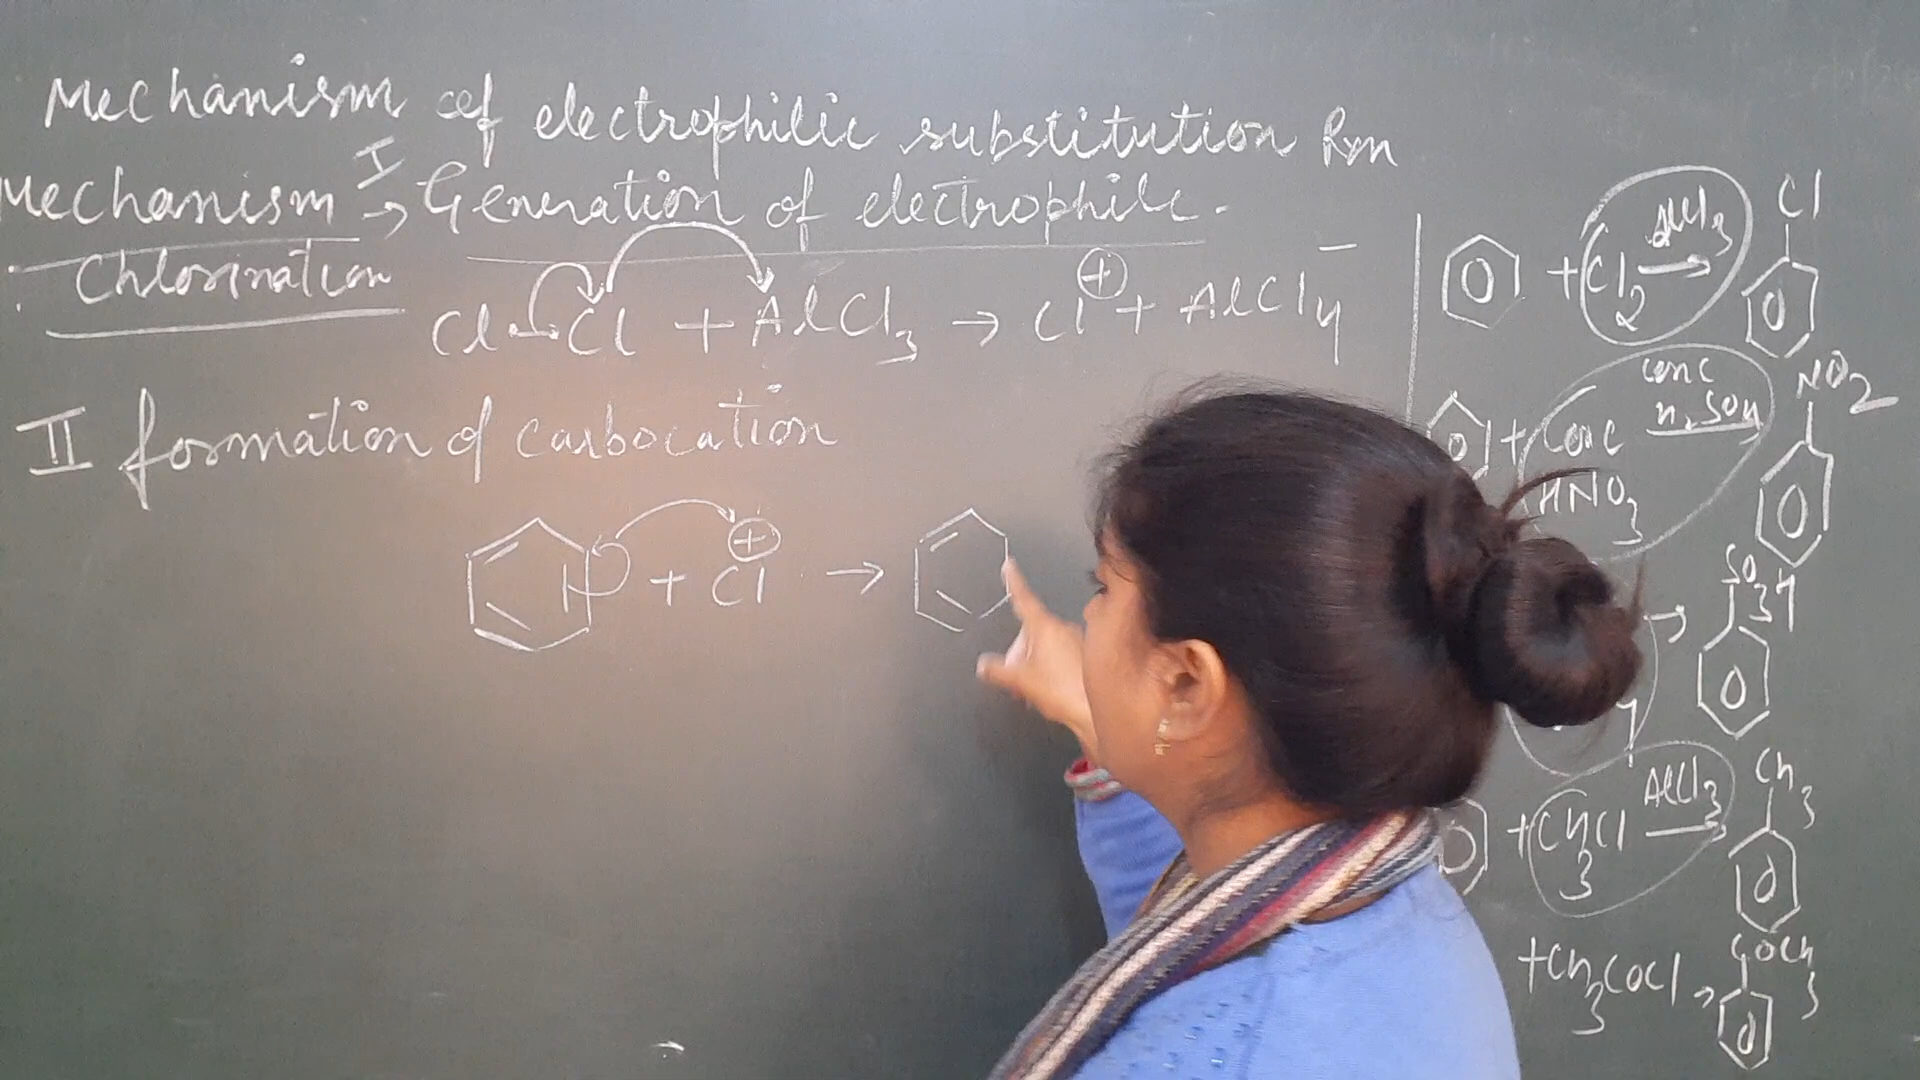 Mechanism of electrophilic substitution Rxn
Mechanism I → Generation of electrophile.
: Chlorination
Cl – Cl + AlCl3 → Cl⊕ + AlCl4⁻
II formation of carbocation
+ Cl⊕ →
+ Cl2 AlCl3 → Cl
+ Conc HNO3 conc H2SO4 NO2
→ SO3H
+ CH3Cl AlCl3 → CH3
+ CH3COCl → COCH3